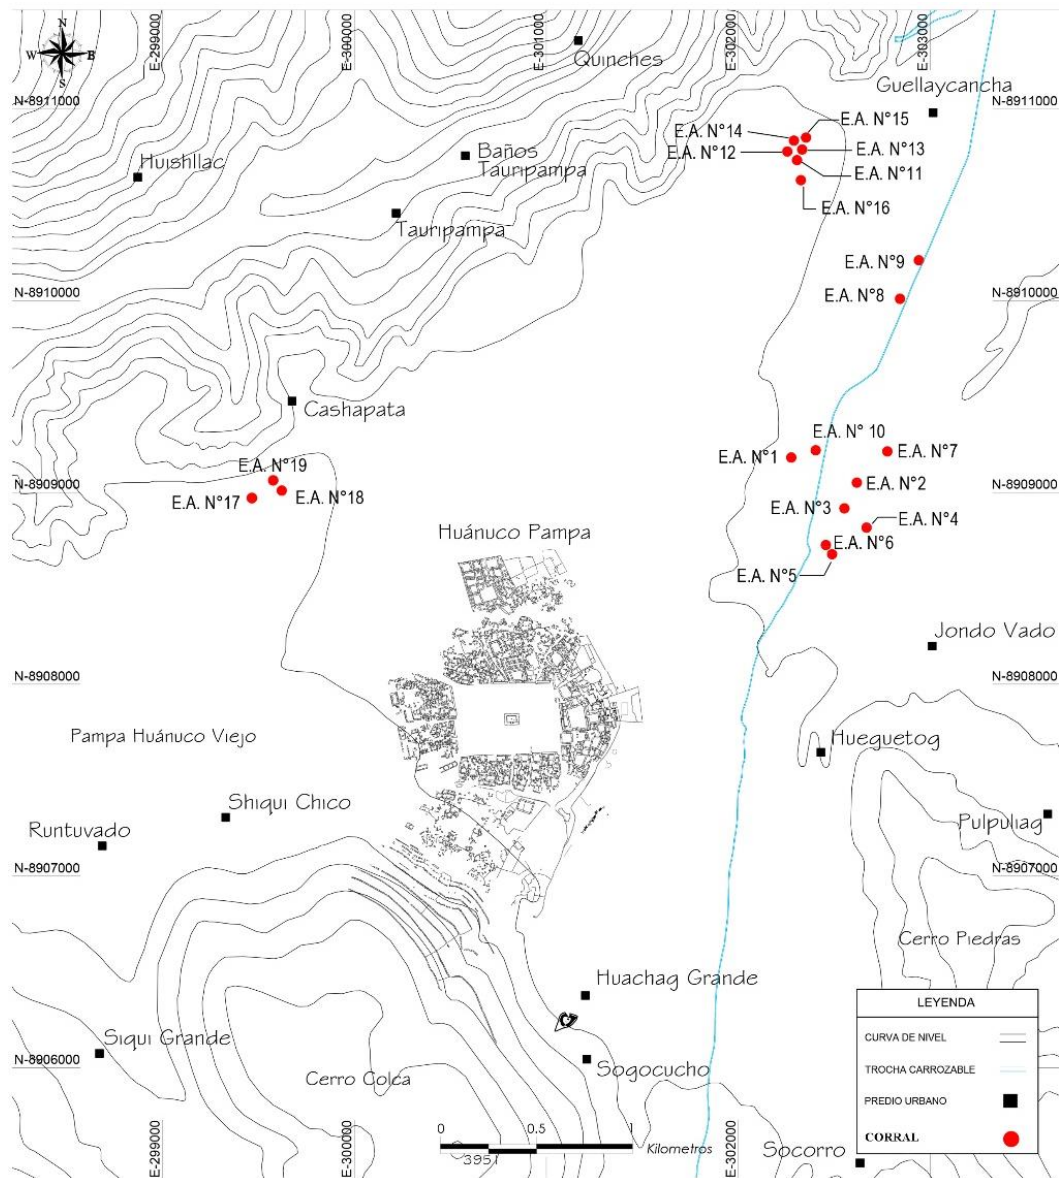 N
W E
S
E-299000
E-300000
E-301000
E-302000
E-303000
Quinches
Guellaycancha
N-8911000
N-8911000
E.A. N°15
E.A. N°14
E.A. N°13
E.A. N°12
E.A. N°11
E.A. N°16
Huishllac
Baños
Tauripampa
Tauripampa
E.A. N°9
E.A. N°8
N-8910000
N-8910000
Cashapata
E.A. N° 10
E.A. N°1
E.A. N°7
E.A. N°19
E.A. N°17
E.A. N°18
N-8909000
N-8909000
E.A. N°2
E.A. N°3
E.A. N°4
E.A. N°6
E.A. N°5
Huánuco Pampa
Jondo Vado
N-8908000
N-8908000
Pampa Huánuco Viejo
Hueguetog
Shiqui Chico
Pulpuliag
Runtuvado
N-8907000
N-8907000
Cerro Piedras
Huachag Grande
Siqui Grande
N-8906000
Sogocucho
Cerro Colca
LEYENDA
CURVA DE NIVEL
TROCHA CARROZABLE
PREDIO URBANO
CORRAL
0 0.5 1
Kilometros
3951
Socorro
E-299000
E-300000
E-302000